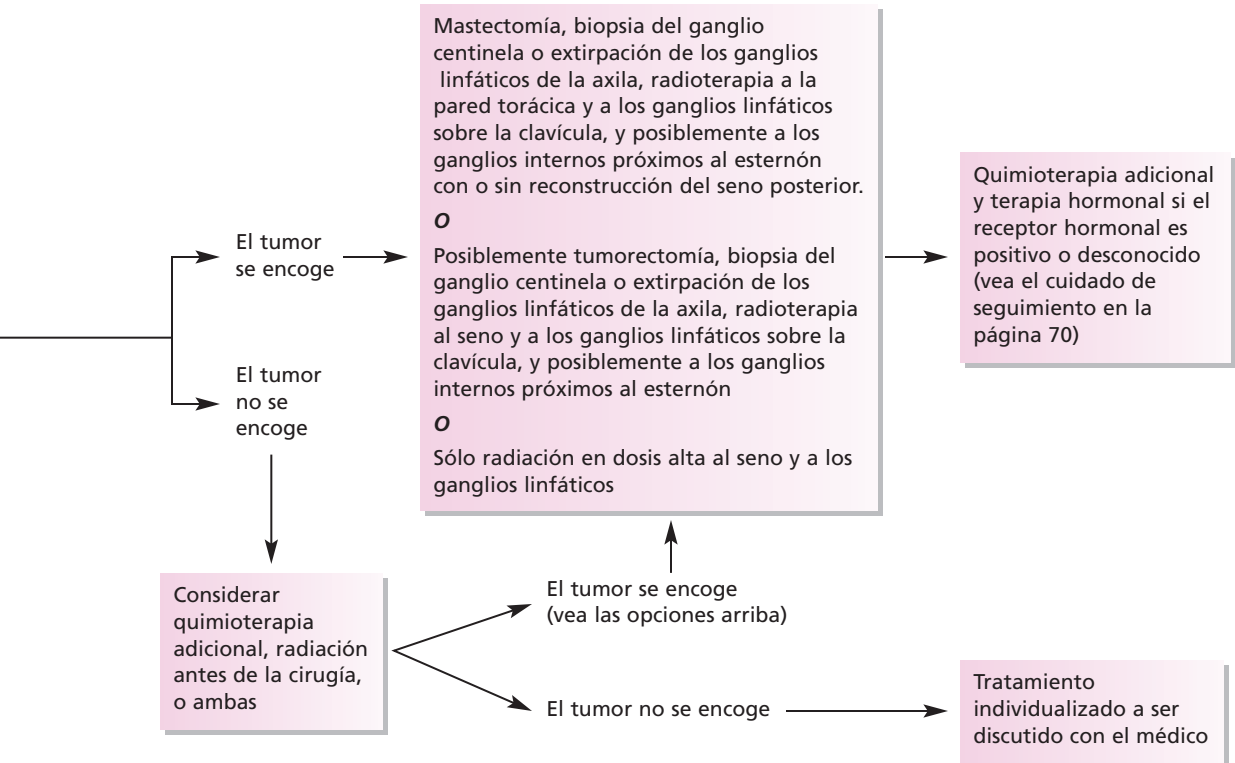 Mastectomía, biopsia del ganglio
centinela o extirpación de los ganglios
linfáticos de la axila, radioterapia a la
pared torácica y a los ganglios linfáticos
sobre la clavícula, y posiblemente a los
ganglios internos próximos al esternón
con o sin reconstrucción del seno posterior.
O
Posiblemente tumorectomía, biopsia del
ganglio centinela o extirpación de los
ganglios linfáticos de la axila, radioterapia
al seno y a los ganglios linfáticos sobre la
clavícula, y posiblemente a los ganglios
internos próximos al esternón
O
Sólo radiación en dosis alta al seno y a los
ganglios linfáticos
Quimioterapia adicional
y terapia hormonal si el
receptor hormonal es
positivo o desconocido
(vea el cuidado de
seguimiento en la
página 70)
El tumor
se encoge
El tumor
no se
encoge
Considerar
quimioterapia
adicional, radiación
antes de la cirugía,
o ambas
El tumor se encoge
(vea las opciones arriba)
El tumor no se encoge
Tratamiento
individualizado a ser
discutido con el médico